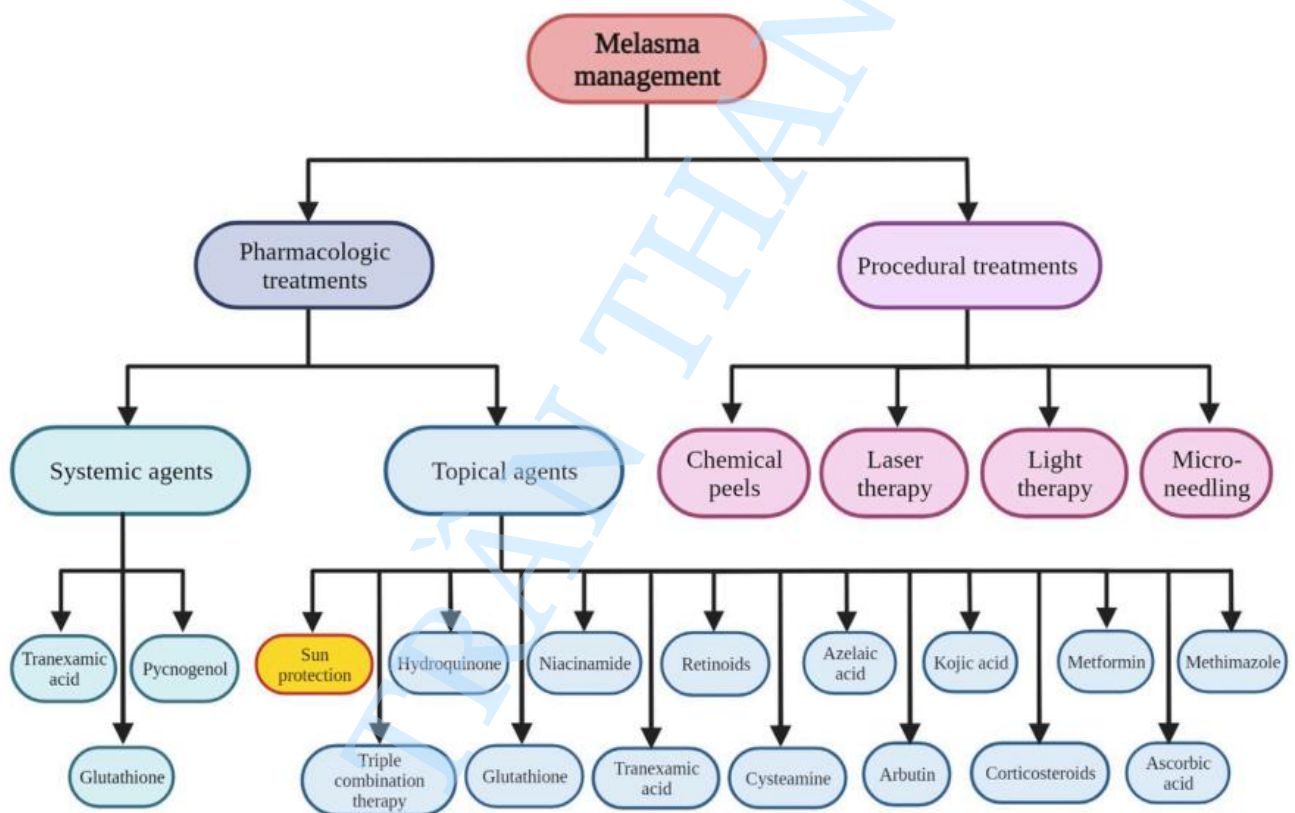 Melasma
management
Pharmacologic
treatments
Procedural treatments
Systemic agents
Topical agents
Chemical
peels
Laser
therapy
Light
therapy
Micro-
needling
Tranexamic
acid
Pycnogenol
Glutathione
Sun
protection
Hydroquinone
Niacinamide
Retinoids
Azelaic
acid
Kojic acid
Metformin
Methimazole
Triple
combination
therapy
Glutathione
Tranexamic
acid
Cysteamine
Arbutin
Corticosteroids
Ascorbic
acid
TRẦN THAN